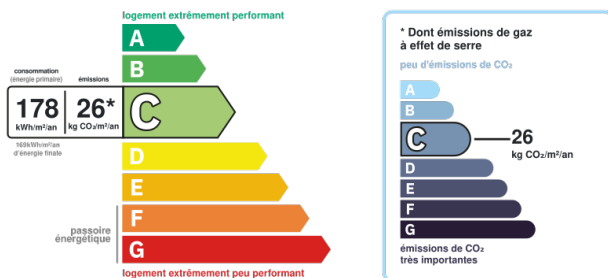 logement extrêmement performant
consommation
(énergie primaire)
émissions
178
kWh/m²/an
26*
kg CO₂/m²/an
169kWh/m²/an
d'énergie finale
A
B
C
D
E
F
G
passoire
énergétique
logement extrêmement peu performant
* Dont émissions de gaz
à effet de serre
peu d'émissions de CO₂
A
B
C
26
kg CO₂/m²/an
D
E
F
G
émissions de CO₂
très importantes